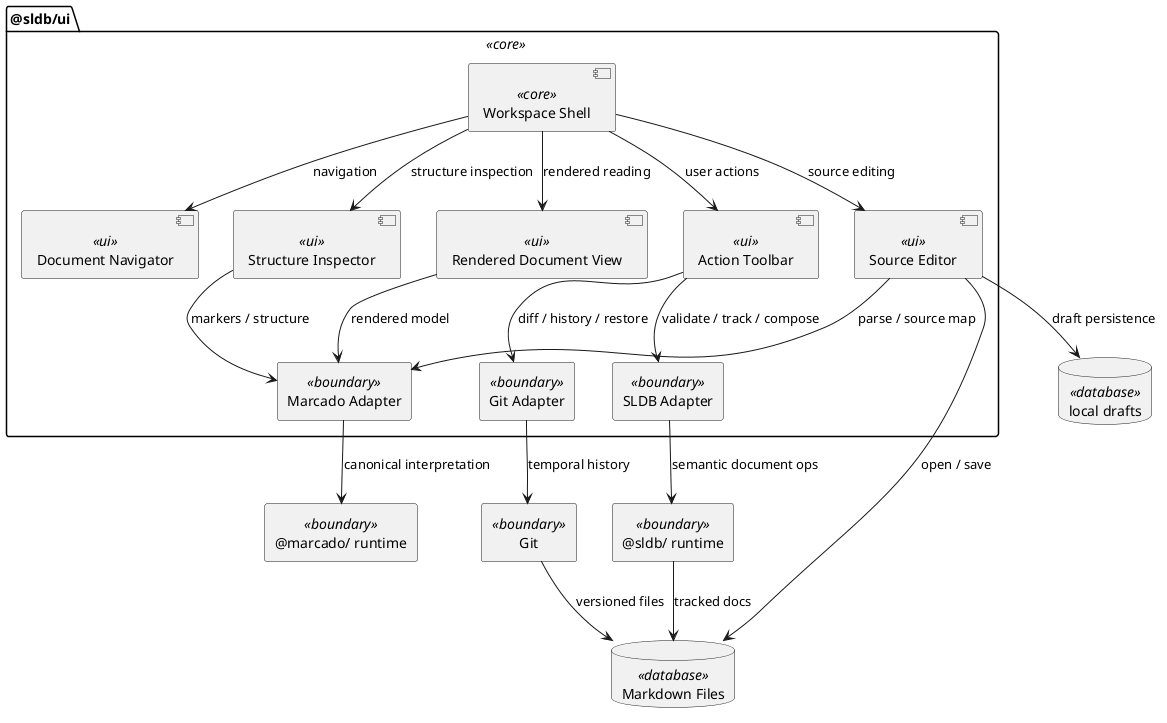 @sldb/ui
«core»
«core»
Workspace Shell
navigation
structure inspection
rendered reading
user actions
source editing
«ui»
Document Navigator
«ui»
Structure Inspector
«ui»
Rendered Document View
«ui»
Action Toolbar
«ui»
Source Editor
markers / structure
rendered model
diff / history / restore
validate / track / compose
parse / source map
draft persistence
«boundary»
Marcado Adapter
«boundary»
Git Adapter
«boundary»
SLDB Adapter
«database»
local drafts
canonical interpretation
temporal history
semantic document ops
open / save
«boundary»
@marcado/ runtime
«boundary»
Git
«boundary»
@sldb/ runtime
versioned files
tracked docs
«database»
Markdown Files